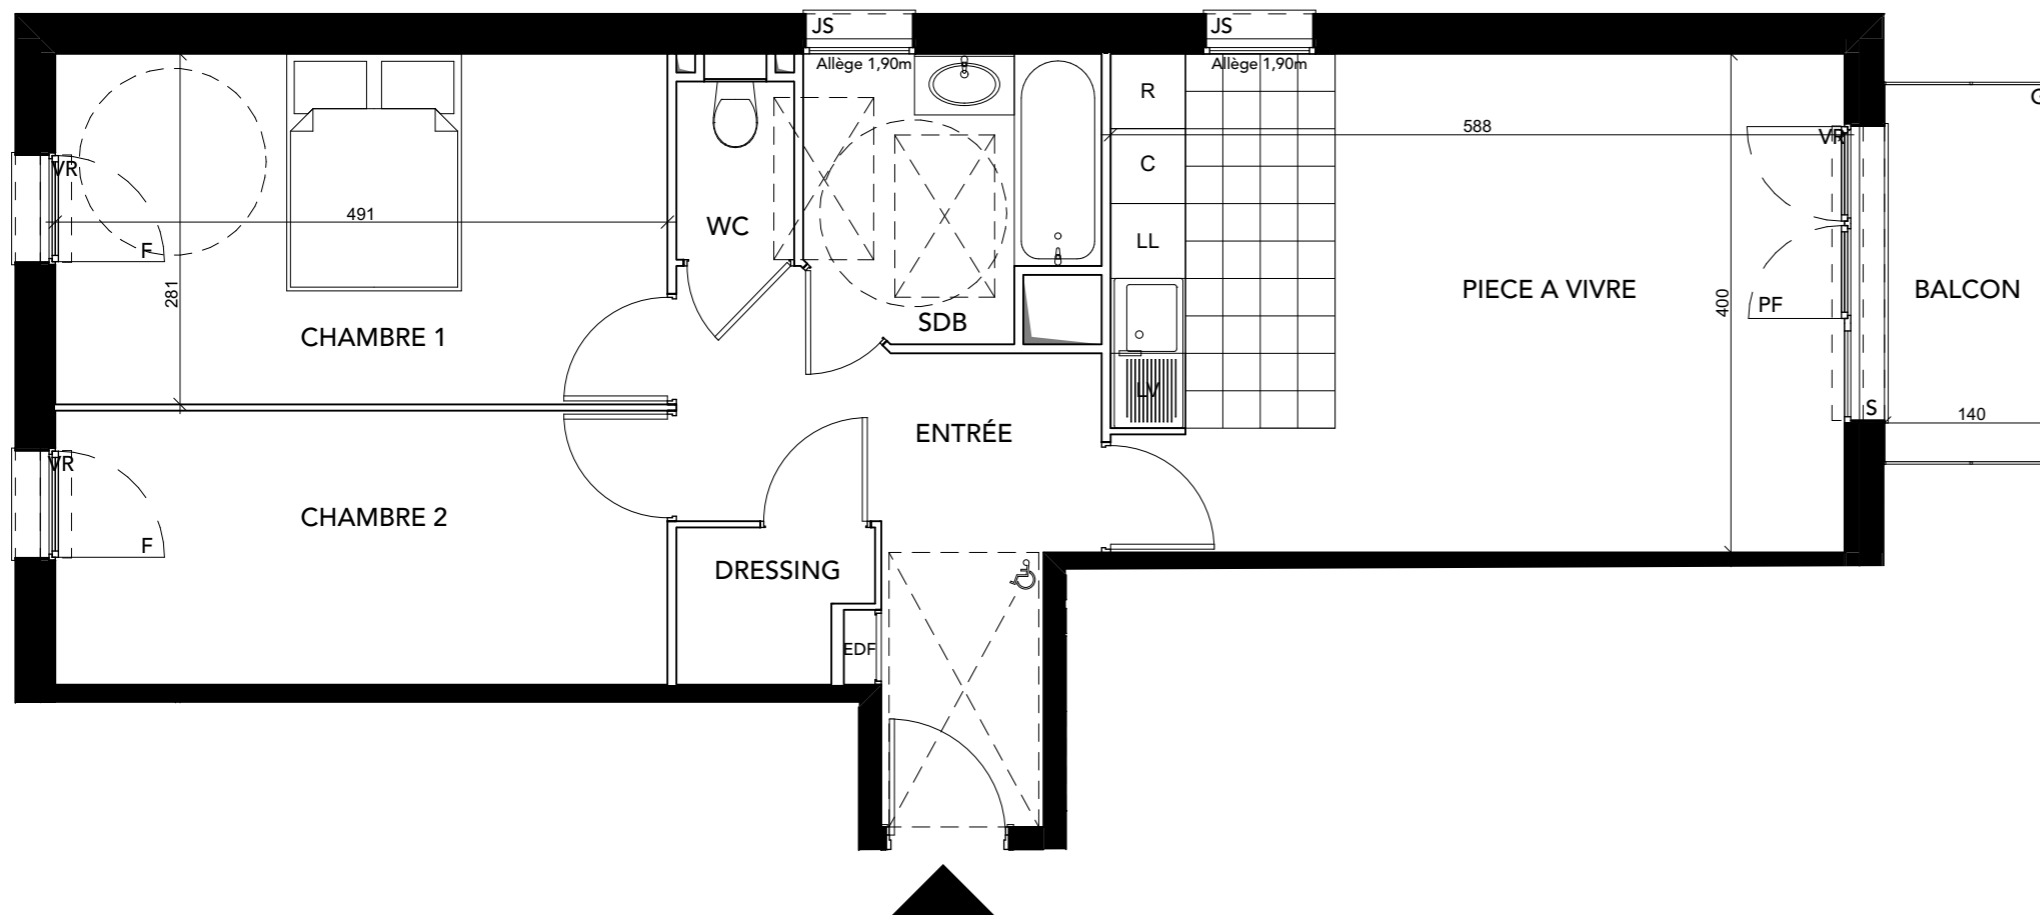 JS
JS
Allège 1,90m
Allège 1,90m
R
G
588
VR
VR
C
491
WC
F
LL
281
PIECE A VIVRE
BALCON
400
PF
SDB
CHAMBRE 1
LV
S
140
ENTRÉE
VR
CHAMBRE 2
F
DRESSING
EDF